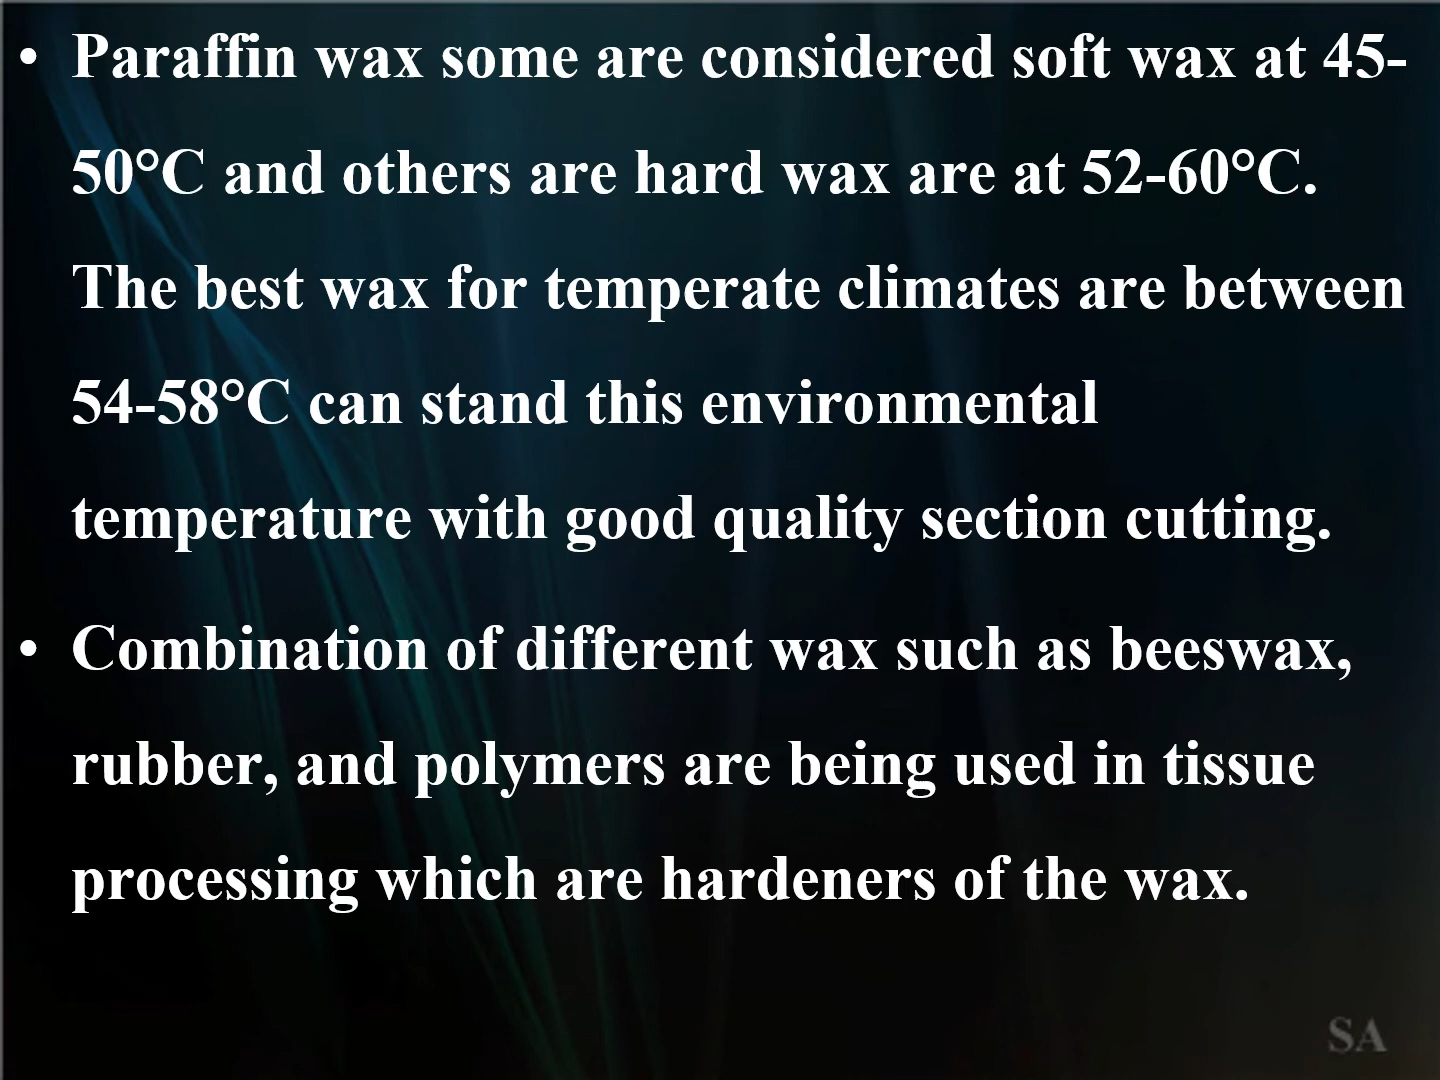 • Paraffin wax some are considered soft wax at 45-
50°C and others are hard wax are at 52-60°C.
The best wax for temperate climates are between
54-58°C can stand this environmental
temperature with good quality section cutting.
• Combination of different wax such as beeswax,
rubber, and polymers are being used in tissue
processing which are hardeners of the wax.
SA